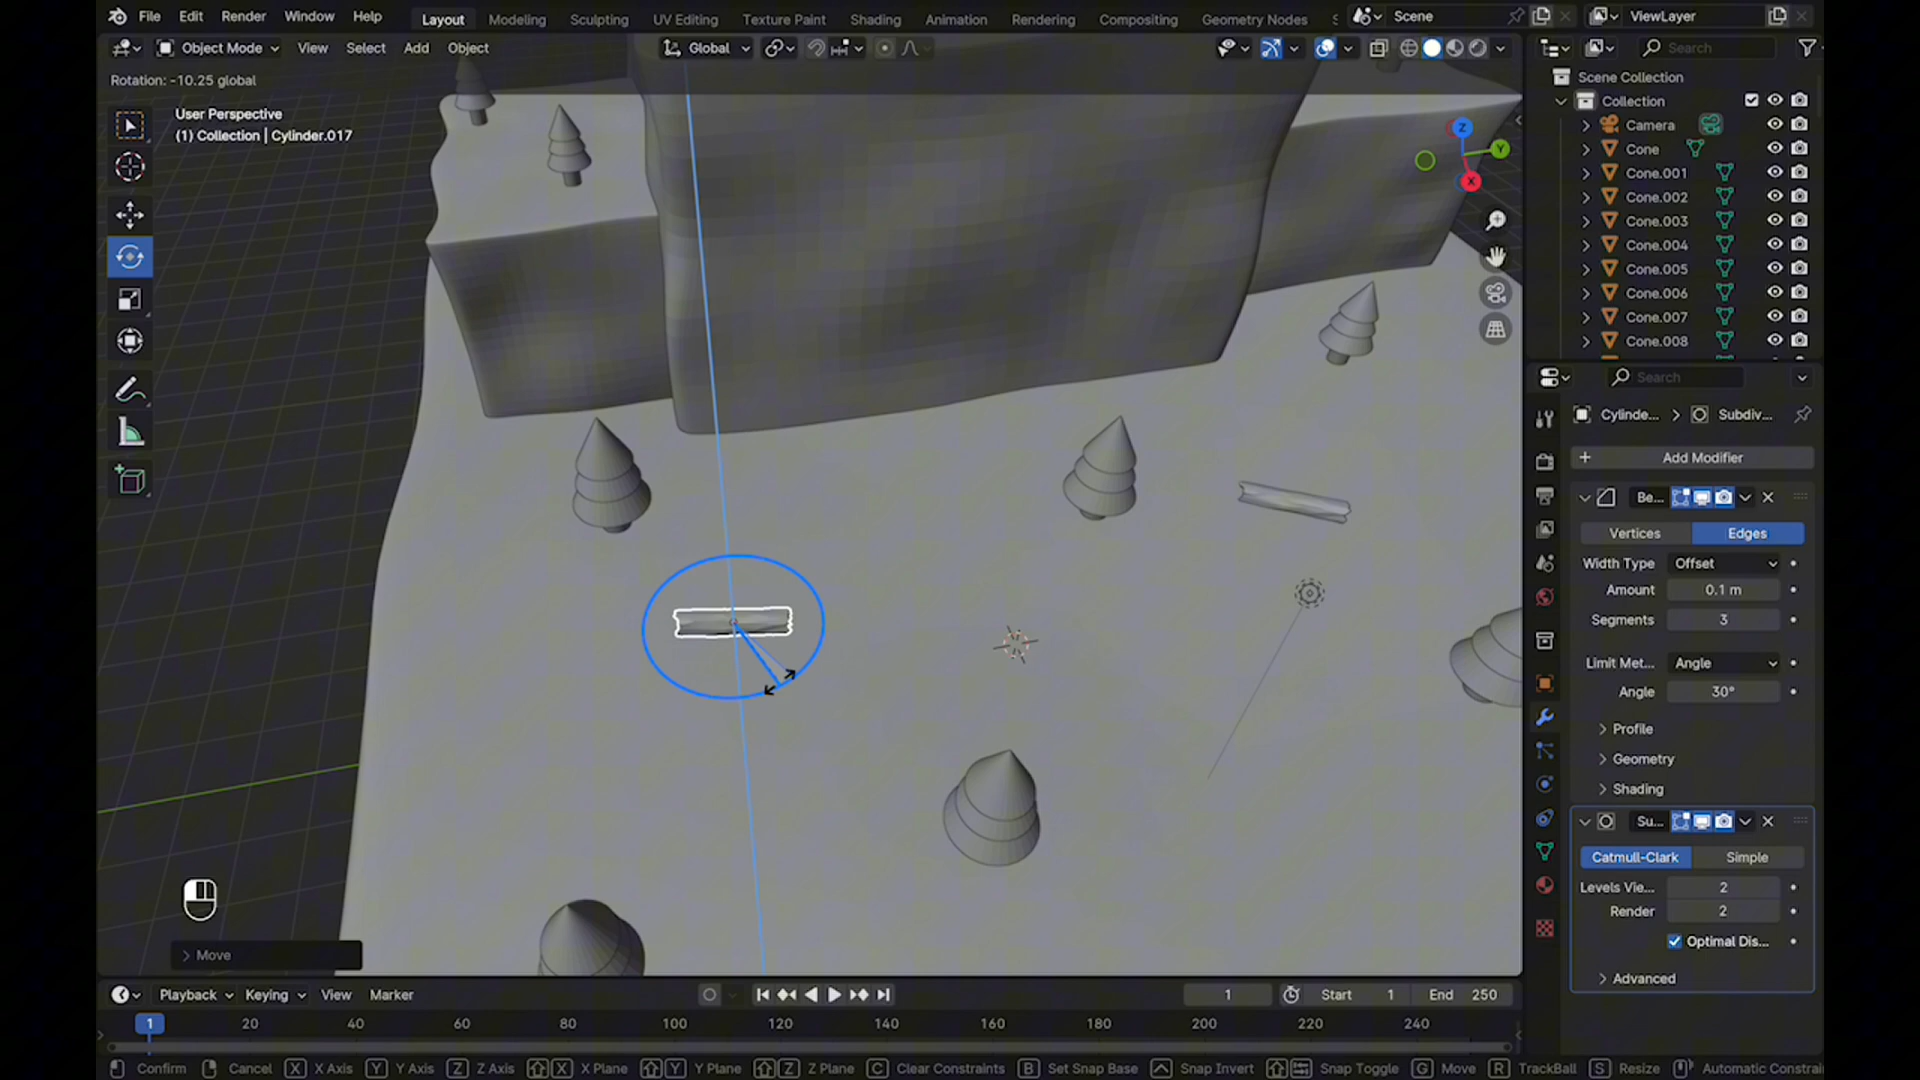 File Edit Render Window Help Layout Modeling Sculpting UV Editing Texture Paint Shading Animation Rendering Compositing Geometry Nodes S Scene ViewLayer
Object Mode View Select Add Object Global Search
Rotation: -10.25 global
User Perspective
(1) Collection | Cylinder.017
Scene Collection
Collection
Camera
Cone
Cone.001
Cone.002
Cone.003
Cone.004
Cone.005
Cone.006
Cone.007
Cone.008
Z
Y
X
Search
Cylinde... Subdiv...
Add Modifier
Be...
Vertices Edges
Width Type Offset
Amount 0.1 m
Segments 3
Limit Met... Angle
Angle 30°
Profile
Geometry
Shading
Su...
Catmull-Clark Simple
Levels Vie... 2
Render 2
Optimal Dis...
Advanced
Move
Playback Keying View Marker 1 Start 1 End 250
1 20 40 60 80 100 120 140 160 180 200 220 240
Confirm Cancel X X Axis Y Y Axis Z Z Axis X X Plane Y Y Plane Z Z Plane C Clear Constraints B Set Snap Base Snap Invert Snap Toggle G Move R TrackBall S Resize Automatic Constrai